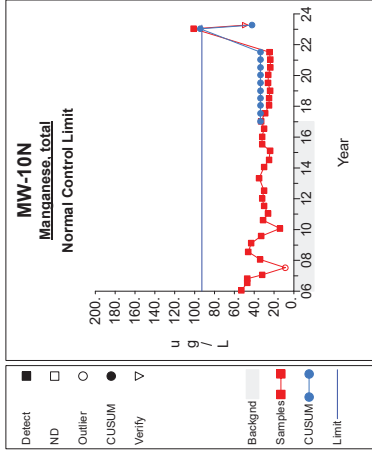 MW-10N
Manganese, total
Normal Control Limit
200.
180.
160.
140.
120.
100.
80.
60.
40.
20.
0.
u g / L
06 08 10 12 14 16 18 20 22 24
Year
Detect
ND
Outlier
CUSUM
Verify
Backgnd
Samples
CUSUM
Limit